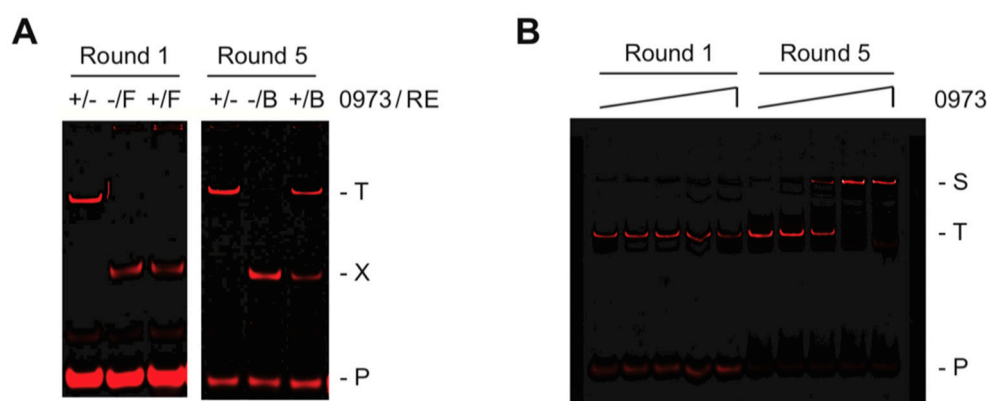 A
Round 1
Round 5
+/- -/F +/F
+/- -/B +/B
0973/RE
- T
- X
- P
B
Round 1
Round 5
0973
- S
- T
- P